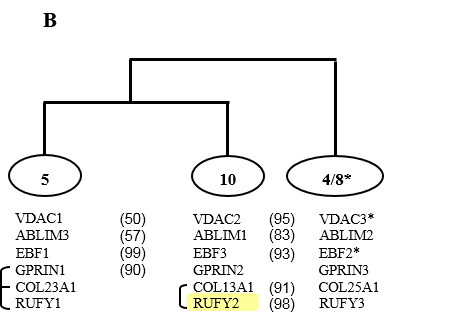 B
5 10 4/8*
VDAC1 (50) VDAC2 (95) VDAC3*
ABLIM3 (57) ABLIM1 (83) ABLIM2
EBF1 (99) EBF3 (93) EBF2*
GPRIN1 (90) GPRIN2 GPRIN3
COL23A1 COL13A1 (91) COL25A1
RUFY1 RUFY2 (98) RUFY3